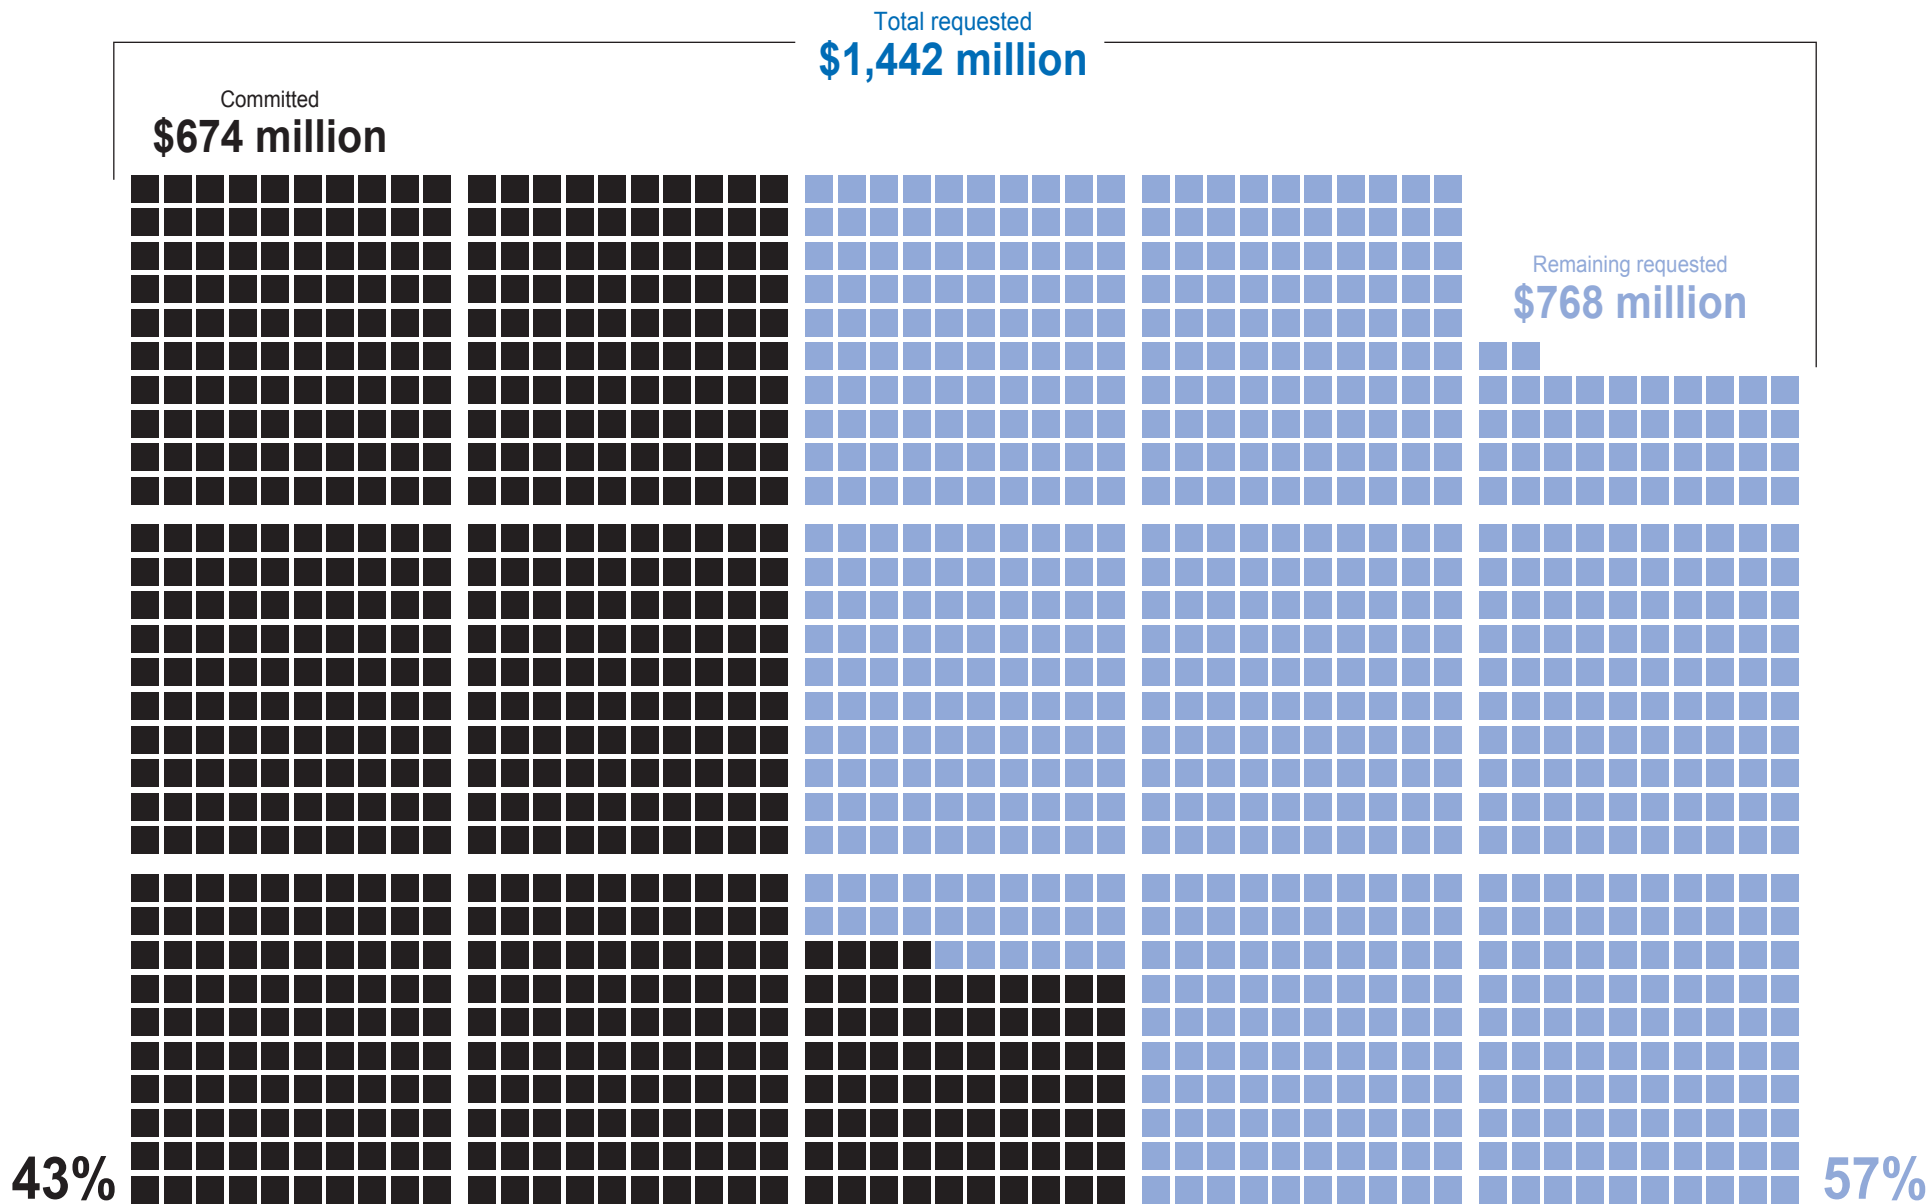 Total requested
$1,442 million
Committed
$674 million
Remaining requested
$768 million
43%
57%